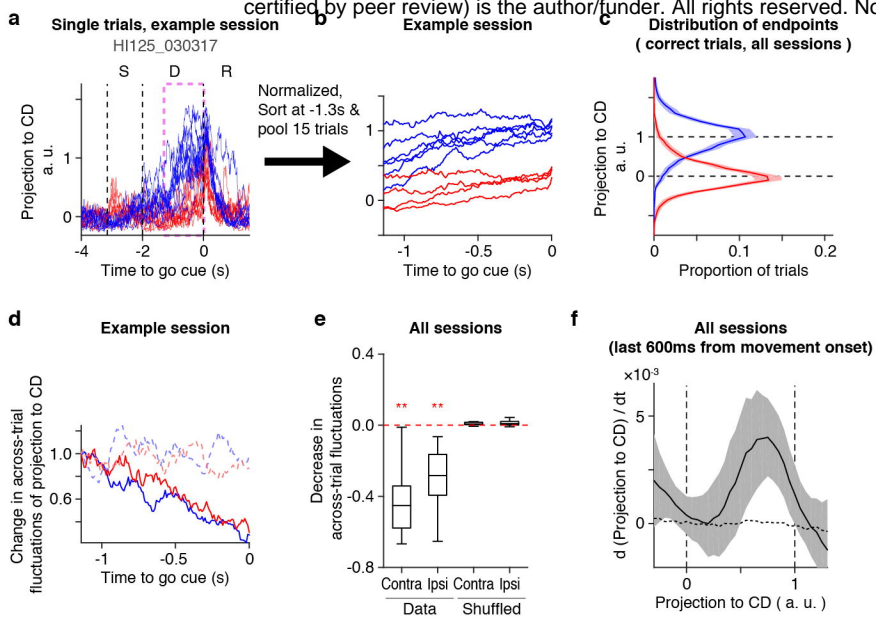 certified by peer review) is the author/funder. All rights reserved. No
a
Single trials, example session
HI125_030317
S D R
Projection to CD
a. u.
1
0
-4 -2 0
Time to go cue (s)
Normalized,
Sort at -1.3s &
pool 15 trials
b
Example session
1
0
-1 -0.5 0
Time to go cue (s)
c
Distribution of endpoints
( correct trials, all sessions )
Projection to CD
a. u.
1
0
0 0.1 0.2
Proportion of trials
d
Example session
Change in across-trial
fluctuations of projection to CD
1.0
0.6
-1 -0.5 0
Time to go cue (s)
e
All sessions
Decrease in
across-trial fluctuations
0.4
** **
0.0
-0.4
-0.8
Contra Ipsi Contra Ipsi
Data Shuffled
f
All sessions
(last 600ms from movement onset)
×10⁻³
d (Projection to CD) / dt
5
0
0 1
Projection to CD ( a. u. )